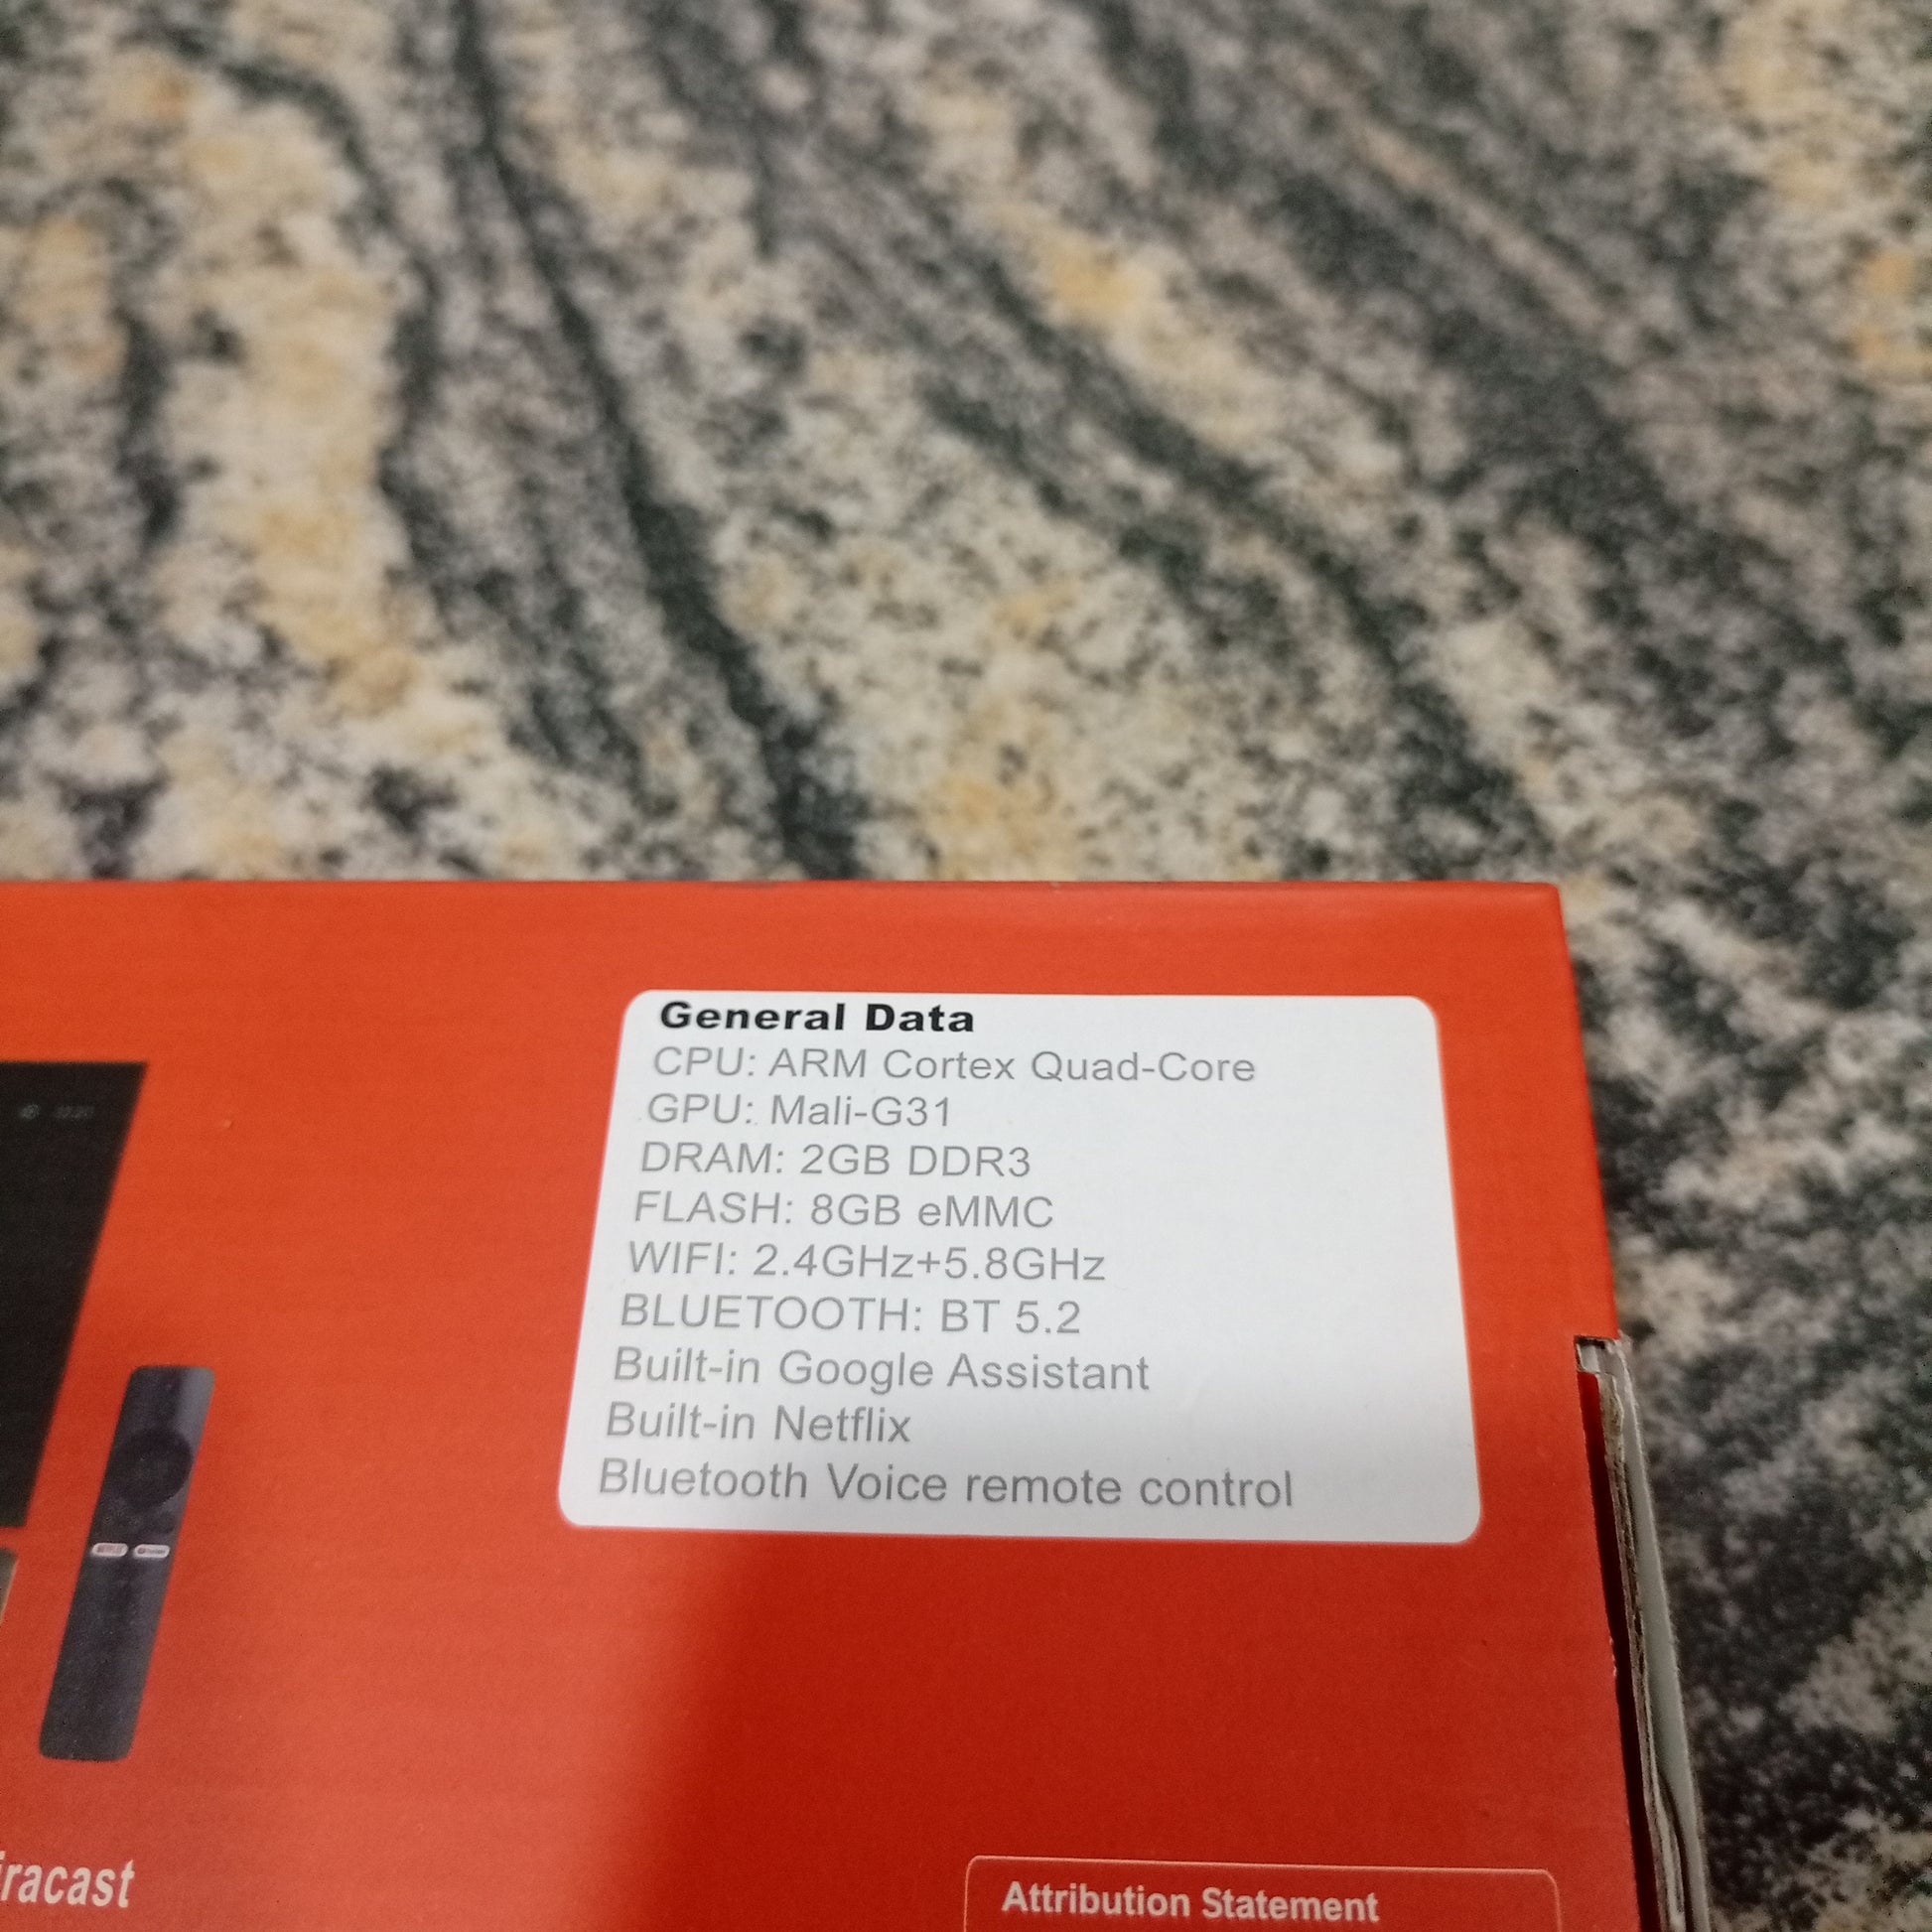 General Data
CPU: ARM Cortex Quad-Core
GPU: Mali-G31
DRAM: 2GB DDR3
FLASH: 8GB eMMC
WIFI: 2.4GHz+5.8GHz
BLUETOOTH: BT 5.2
Built-in Google Assistant
Built-in Netflix
Bluetooth Voice remote control
NETFLIX
iracast
Attribution Statement